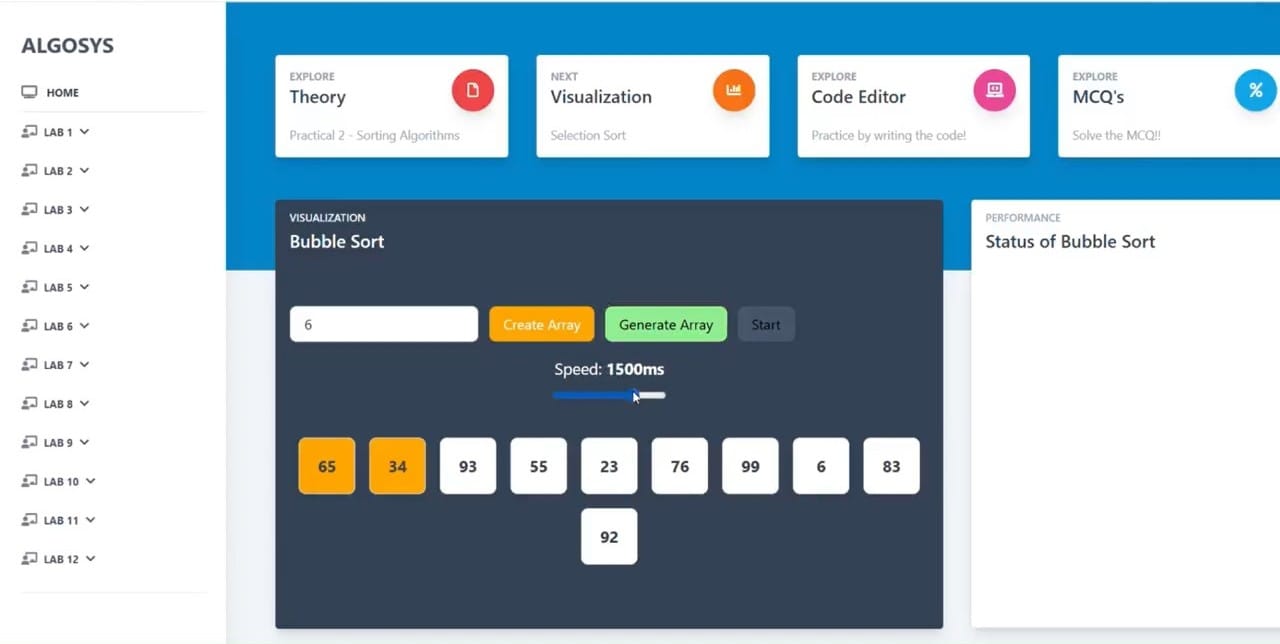 ALGOSYS
HOME
LAB 1
LAB 2
LAB 3
LAB 4
LAB 5
LAB 6
LAB 7
LAB 8
LAB 9
LAB 10
LAB 11
LAB 12
EXPLORE
Theory
Practical 2 - Sorting Algorithms
NEXT
Visualization
Selection Sort
EXPLORE
Code Editor
Practice by writing the code!
EXPLORE
MCQ's
Solve the MCQ!!
%
VISUALIZATION
Bubble Sort
6 Create Array Generate Array Start
Speed: 1500ms
65 34 93 55 23 76 99 6 83
92
PERFORMANCE
Status of Bubble Sort